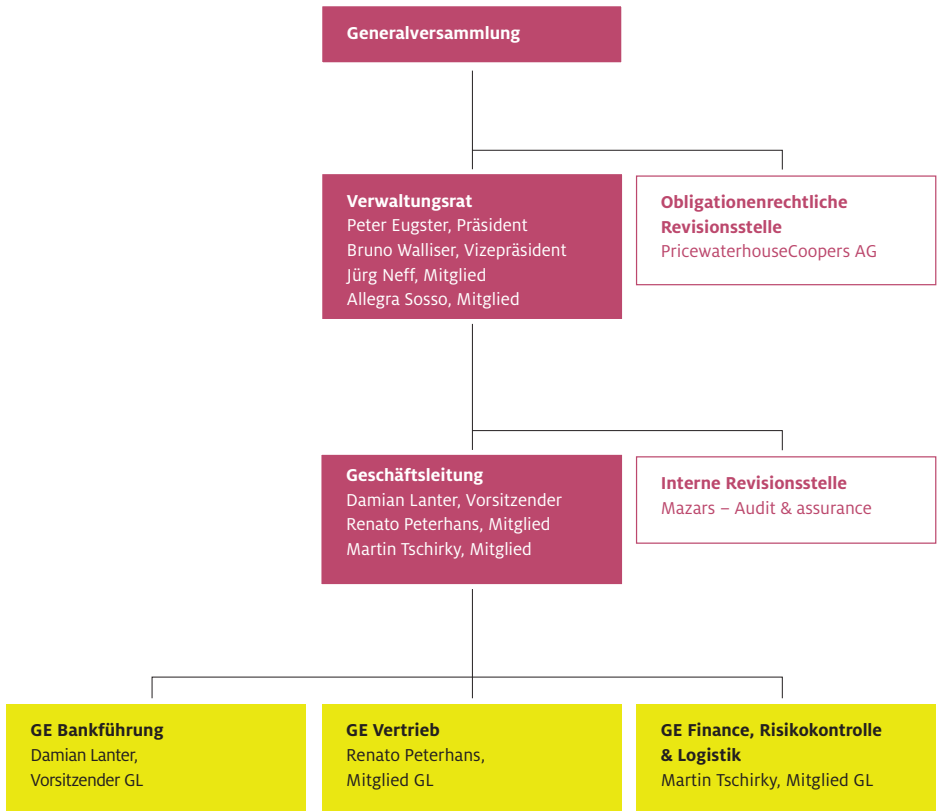 Generalversammlung
Verwaltungsrat
Peter Eugster, Präsident
Bruno Walliser, Vizepräsident
Jürg Neff, Mitglied
Allegra Sosso, Mitglied
Obligationenrechtliche
Revisionsstelle
PricewaterhouseCoopers AG
Geschäftsleitung
Damian Lanter, Vorsitzender
Renato Peterhans, Mitglied
Martin Tschirky, Mitglied
Interne Revisionsstelle
Mazars – Audit & assurance
GE Bankführung
Damian Lanter,
Vorsitzender GL
GE Vertrieb
Renato Peterhans,
Mitglied GL
GE Finance, Risikokontrolle
& Logistik
Martin Tschirky, Mitglied GL